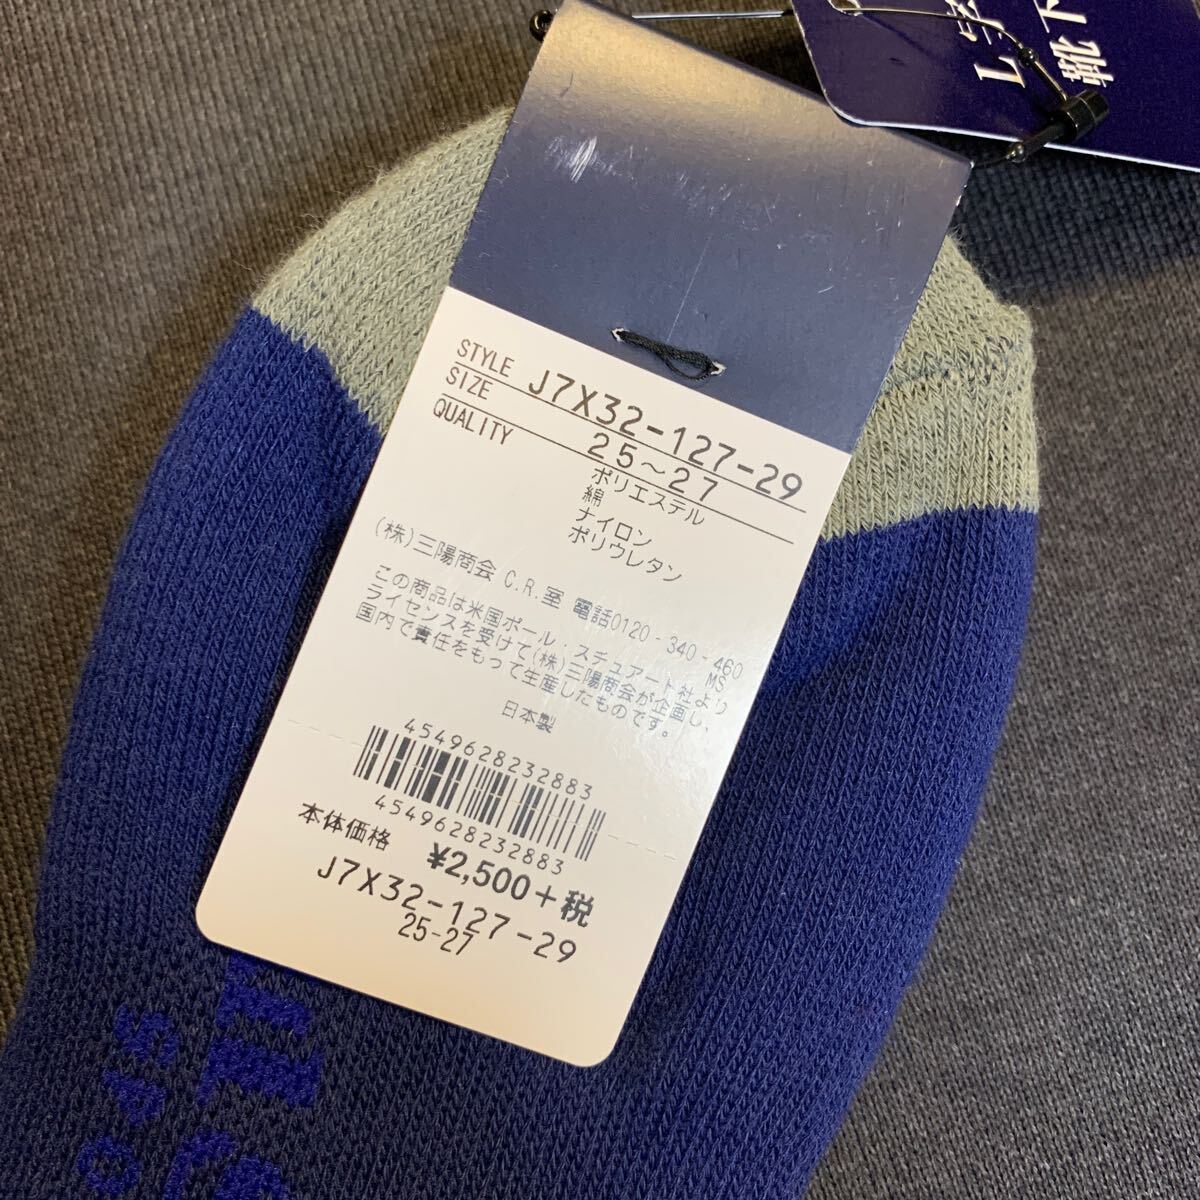 L字
靴下
STYLE J7X32-127-29
SIZE 25～27
QUALITY ポリエステル
綿
ナイロン
ポリウレタン
(株)三陽商会 C.R.室 電話0120-340-460
MS
この商品は米国ポール・スチュアート社より
ライセンスを受けて(株)三陽商会が企画し、
国内で責任をもって生産したものです。
日本製
4549628232883
4549628232883
本体価格 ¥2,500+税
J7X32-127-29
25-27